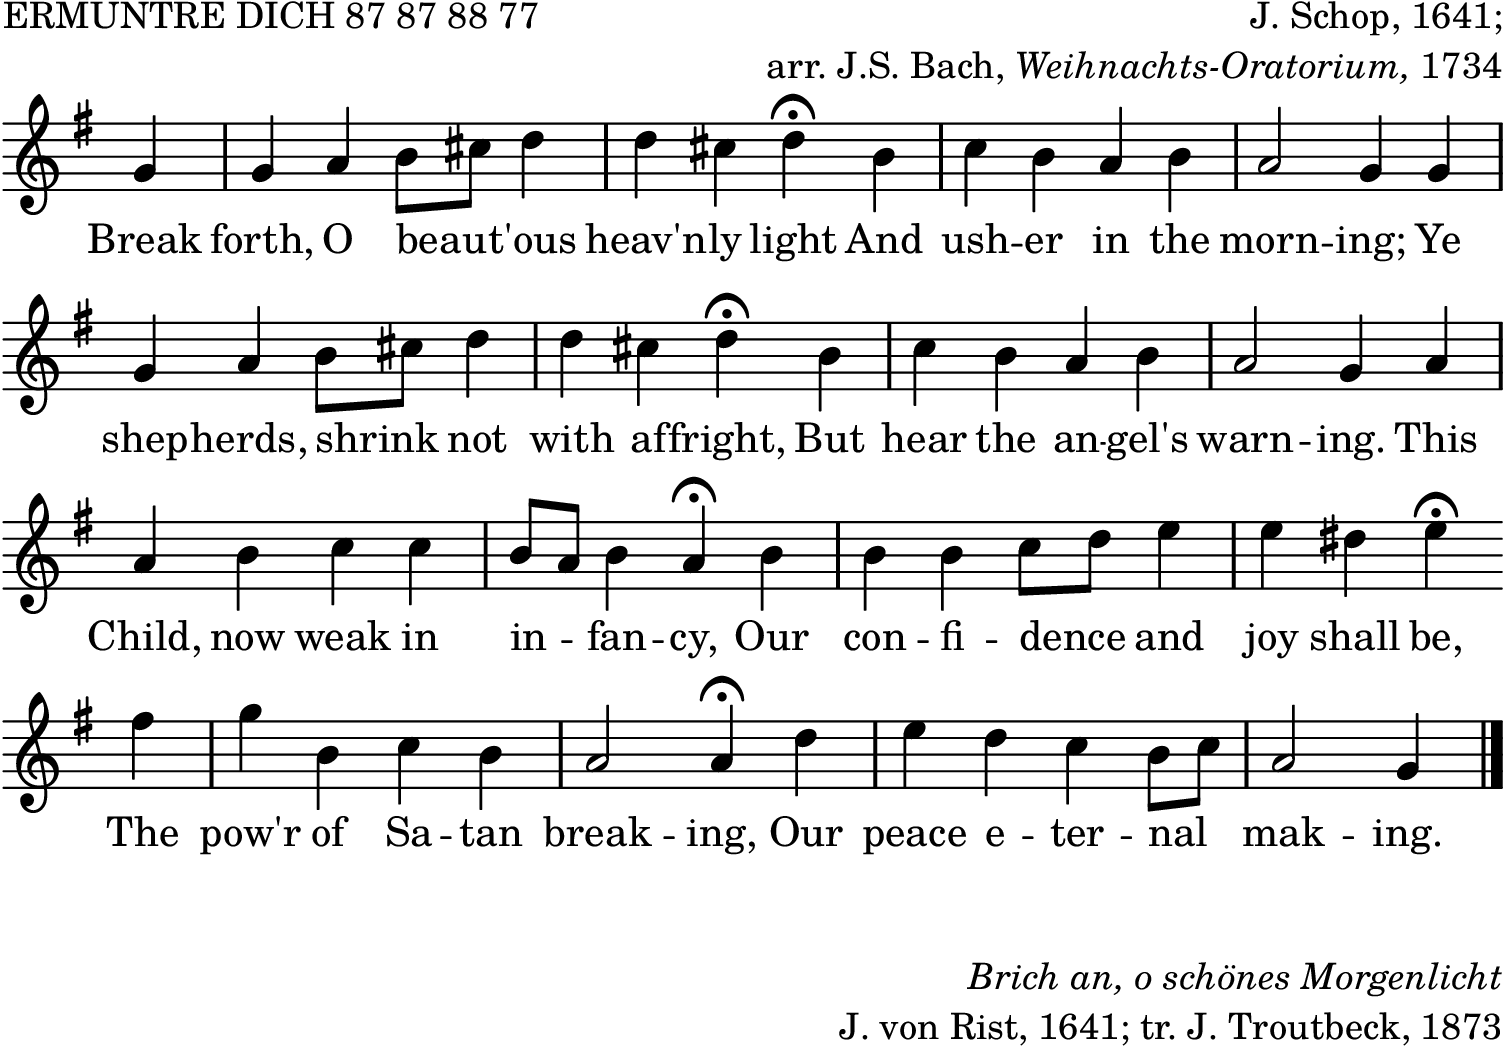 ERMUNTRE DICH 87 87 88 77
J. Schop, 1641;
arr. J.S. Bach, Weihnachts-Oratorium, 1734
Break forth, O beaut'ous heav'nly light And ush -- er in the morn -- ing; Ye
shepherds, shrink not with affright, But hear the an -- gel's warn -- ing. This
Child, now weak in in -- fan -- cy, Our con -- fi -- dence and joy shall be,
The pow'r of Sa -- tan break -- ing, Our peace e -- ter -- nal mak -- ing.
Brich an, o schönes Morgenlicht
J. von Rist, 1641; tr. J. Troutbeck, 1873